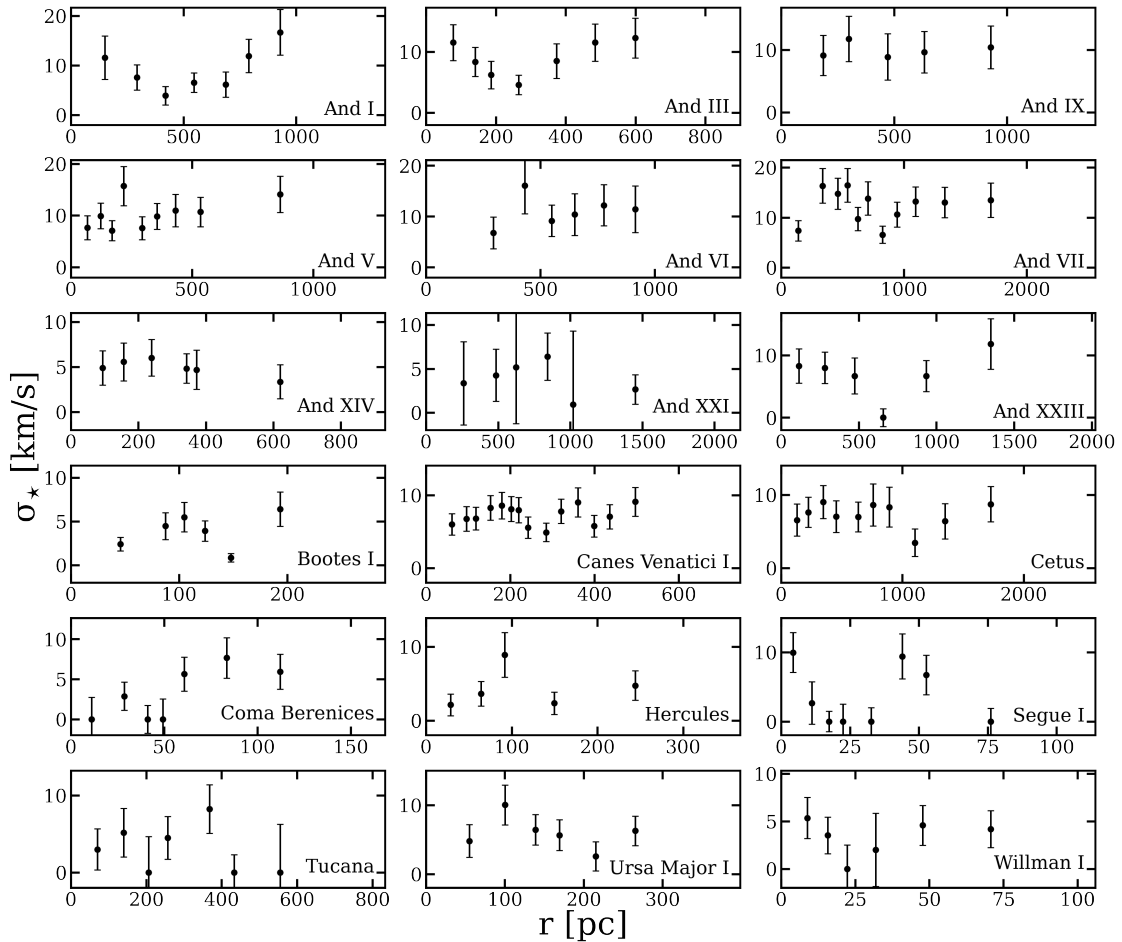 20
10
0
And I
0 500 1000
10
0
And III
0 200 400 600 800
10
0
And IX
0 500 1000
20
10
0
And V
0 500 1000
20
10
0
And VI
0 500 1000
20
10
0
And VII
0 1000 2000
10
5
0
And XIV
0 200 400 600 800
10
5
0
And XXI
0 500 1000 1500 2000
10
0
And XXIII
0 500 1000 1500 2000
σ⋆ [km/s]
10
5
0
Bootes I
0 100 200
10
0
Canes Venatici I
0 200 400 600
10
0
Cetus
0 1000 2000
10
5
0
Coma Berenices
0 50 100 150
10
5
0
Hercules
0 100 200 300
10
0
Segue I
0 25 50 75 100
10
0
Tucana
0 200 400 600 800
10
0
Ursa Major I
0 100 200 300
10
5
0
Willman I
0 25 50 75 100
r [pc]